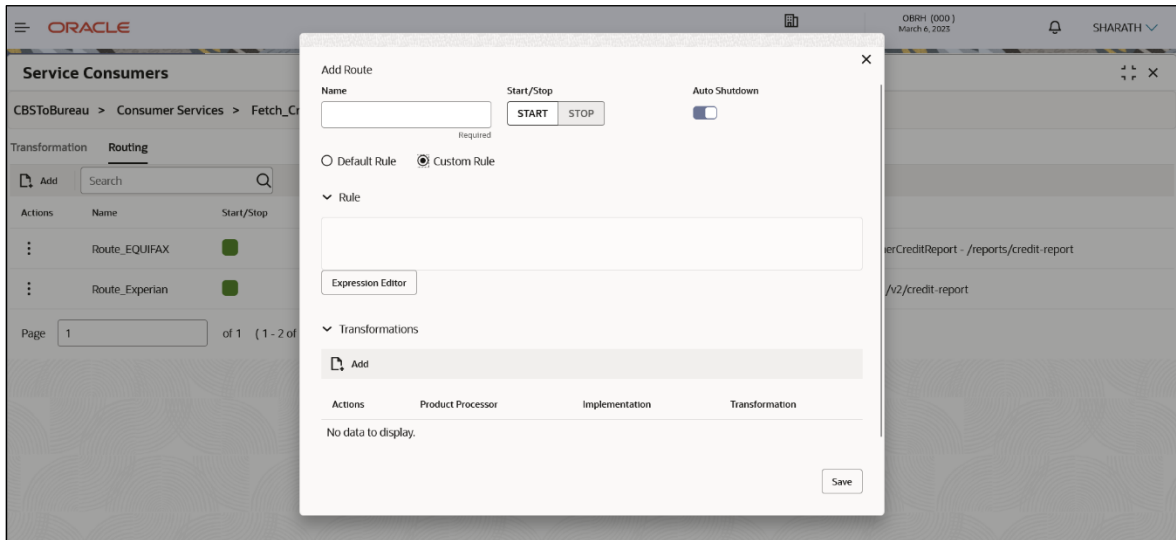 ORACLE
OBRH (000 )
March 6, 2023
SHARATH
Service Consumers
CBSToBureau > Consumer Services > Fetch_Cr
Transformation Routing
Add Search
Actions Name Start/Stop
Route_EQUIFAX
erCreditReport - /reports/credit-report
Route_Experian
/v2/credit-report
Page 1 of 1 (1 - 2 of
Add Route
Name Start/Stop Auto Shutdown
START STOP
Required
Default Rule Custom Rule
Rule
Expression Editor
Transformations
Add
Actions Product Processor Implementation Transformation
No data to display.
Save